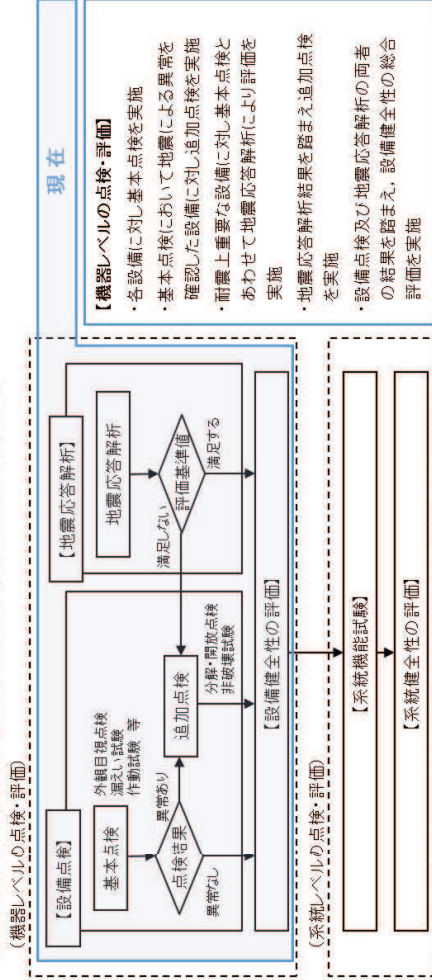 (機器レベルの点検・評価)
【設備点検】
基本点検
外観目視点検
漏えい試験
作動試験 等
点検結果
異常あり
異常なし
追加点検
分解・開放点検
非破壊試験
【地震応答解析】
地震応答解析
評価基準値
満足しない
満足する
【設備健全性の評価】
(系統レベルの点検・評価)
【系統機能試験】
【系統健全性の評価】
現在
【機器レベルの点検・評価】
・各設備に対し基本点検を実施
・基本点検において地震による異常を
確認した設備に対し追加点検を実施
・耐震上重要な設備に対し基本点検と
あわせて地震応答解析により評価を
実施
・地震応答解析結果を踏まえ追加点検
を実施
・設備点検及び地震応答解析の両者
の結果を踏まえ，設備健全性の総合
評価を実施